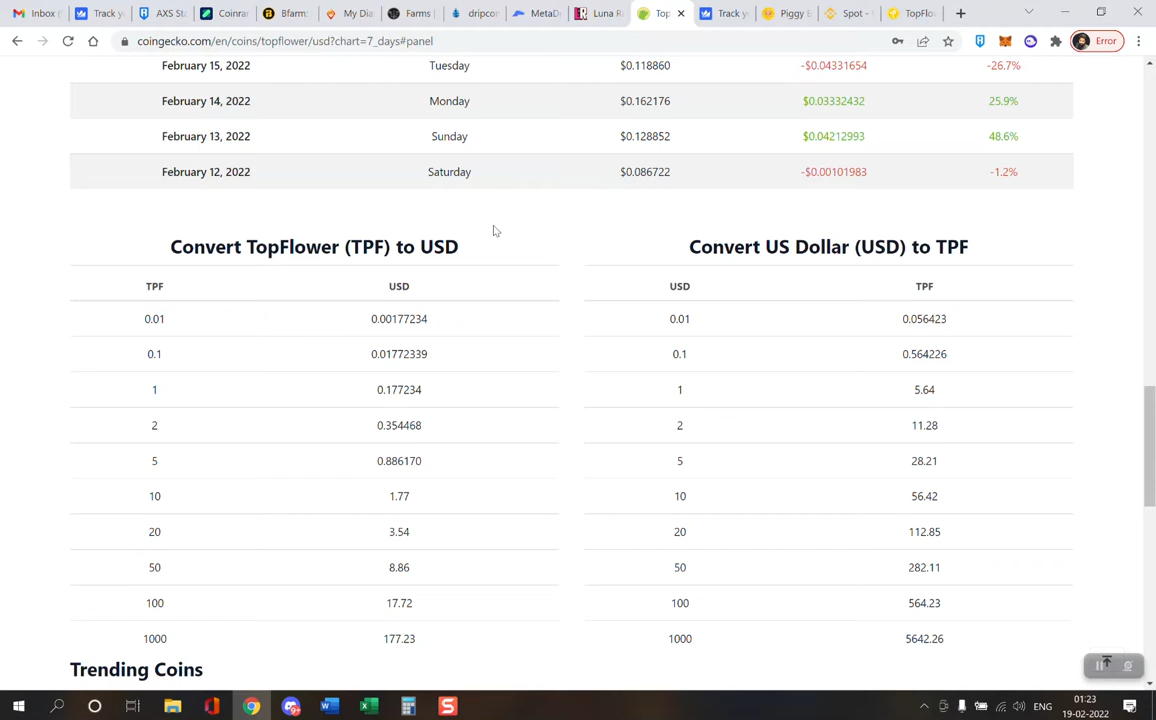 Inbox (
Track yo
AXS Sta
Coinran
Bfarm:
My Dia
Farms |
dripcon
MetaD
Luna R
Top
Track yo
Piggy E
Spot -
TopFlo
coingecko.com/en/coins/topflower/usd?chart=7_days#panel
Error
February 15, 2022 Tuesday $0.118860 -$0.04331654 -26.7%
February 14, 2022 Monday $0.162176 $0.03332432 25.9%
February 13, 2022 Sunday $0.128852 $0.04212993 48.6%
February 12, 2022 Saturday $0.086722 -$0.00101983 -1.2%
Convert TopFlower (TPF) to USD
TPF USD
0.01 0.00177234
0.1 0.01772339
1 0.177234
2 0.354468
5 0.886170
10 1.77
20 3.54
50 8.86
100 17.72
1000 177.23
Convert US Dollar (USD) to TPF
USD TPF
0.01 0.056423
0.1 0.564226
1 5.64
2 11.28
5 28.21
10 56.42
20 112.85
50 282.11
100 564.23
1000 5642.26
Trending Coins
ENG
01:23
19-02-2022